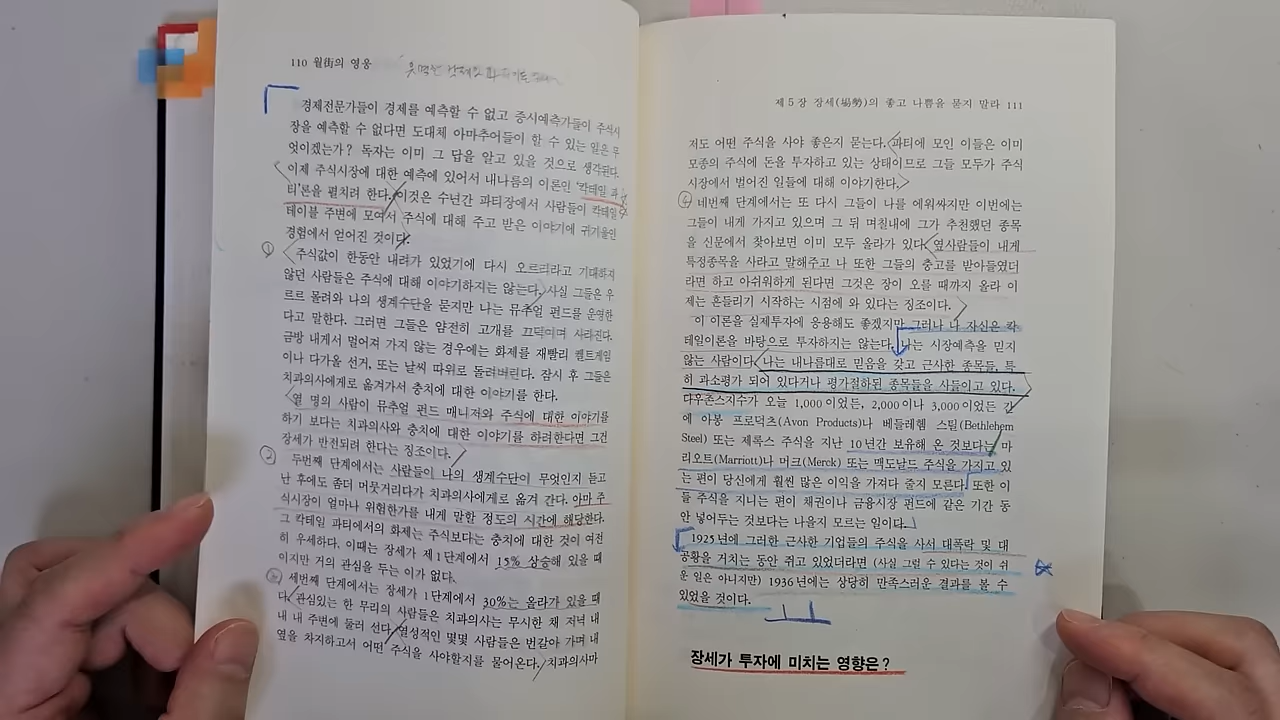 110 월街의 영웅
경제전문가들이 경제를 예측할 수 없고 증시예측가들이 주식시
장을 예측할 수 없다면 도대체 아마추어들이 할 수 있는 일은 무
엇이겠는가? 독자는 이미 그 답을 알고 있을 것으로 생각된다.
이제 주식시장에 대한 예측에 있어서 내나름의 이론인 '칵테일 파
티'론을 펼치려 한다. 이것은 수년간 파티장에서 사람들이 칵테일
테이블 주변에 모여서 주식에 대해 주고 받은 이야기에 귀기울인
경험에서 얻어진 것이다.
① 주식값이 한동안 내려가 있었기에 다시 오르리라고 기대하지
않던 사람들은 주식에 대해 이야기하지는 않는다. 사실 그들은 우
르르 몰려와 나의 생계수단을 묻지만 나는 뮤추얼 펀드를 운영한
다고 말한다. 그러면 그들은 얌전히 고개를 끄덕이며 사라진다.
금방 내게서 멀어져 가지 않는 경우에는 화제를 재빨리 켈트게임
이나 다가올 선거, 또는 날씨 따위로 돌려버린다. 잠시 후 그들은
치과의사에게로 옮겨가서 충치에 대한 이야기를 한다.
열 명의 사람이 뮤추얼 펀드 매니저와 주식에 대한 이야기를
하기 보다는 치과의사와 충치에 대한 이야기를 하려한다면 그건
장세가 반전되려 한다는 징조이다.
② 두번째 단계에서는 사람들이 나의 생계수단이 무엇인지 듣고
난 후에도 좀더 머뭇거리다가 치과의사에게로 옮겨 간다. 아마 주
식시장이 얼마나 위험한가를 내게 말할 정도의 시간에 해당한다.
그 칵테일 파티에서의 화제는 주식보다는 충치에 대한 것이 여전
히 우세하다. 이때는 장세가 제1단계에서 15% 상승해 있을 때
이지만 거의 관심을 두는 이가 없다.
③ 세번째 단계에서는 장세가 1단계에서 30%는 올라가 있을 때
다. 관심있는 한 무리의 사람들은 치과의사는 무시한 채 저녁 내
내 내 주변에 둘러 선다. 열성적인 몇몇 사람들은 번갈아 가며 내
옆을 차지하고서 어떤 주식을 사야할지를 물어온다. 치과의사마
제 5 장 장세(場勢)의 좋고 나쁨을 묻지 말라 111
저도 어떤 주식을 사야 좋은지 묻는다. 파티에 모인 이들은 이미
모종의 주식에 돈을 투자하고 있는 상태이므로 그들 모두가 주식
시장에서 벌어진 일들에 대해 이야기한다.
④ 네번째 단계에서는 또 다시 그들이 나를 에워싸지만 이번에는
그들이 내게 가지고 있으며 그 뒤 며칠내에 그가 추천했던 종목
을 신문에서 찾아보면 이미 모두 올라가 있다. 옆사람들이 내게
특정종목을 사라고 말해주고 나 또한 그들의 충고를 받아들였더
라면 하고 아쉬워하게 된다면 그것은 장이 오를 때까지 올라 이
제는 흔들리기 시작하는 시점에 와 있다는 징조이다.
이 이론을 실제투자에 응용해도 좋겠지만 그러나 나 자신은 칵
테일이론을 바탕으로 투자하지는 않는다. 나는 시장예측을 믿지
않는 사람이다. 나는 내나름대로 믿음을 갖고 근사한 종목들, 특
히 과소평가 되어 있다거나 평가절하된 종목들을 사들이고 있다.
다우존스지수가 오늘 1,000이었든, 2,000이나 3,000이었든 간
에 아봉 프로덕츠(Avon Products)나 베들레헴 스틸(Bethlehem
Steel) 또는 제록스 주식을 지난 10년간 보유해 온 것보다는 마
리오트(Marriott)나 머크(Merck) 또는 맥도날드 주식을 가지고 있
는 편이 당신에게 훨씬 많은 이익을 가져다 줄지 모른다. 또한 이
들 주식을 지니는 편이 채권이나 금융시장 펀드에 같은 기간 동
안 넣어두는 것보다는 나을지 모르는 일이다.
1925년에 그러한 근사한 기업들의 주식을 사서 대폭락 및 대
공황을 거치는 동안 쥐고 있었더라면 (사실 그럴 수 있다는 것이 쉬
운 일은 아니지만) 1936년에는 상당히 만족스러운 결과를 볼 수
있었을 것이다.
장세가 투자에 미치는 영향은?